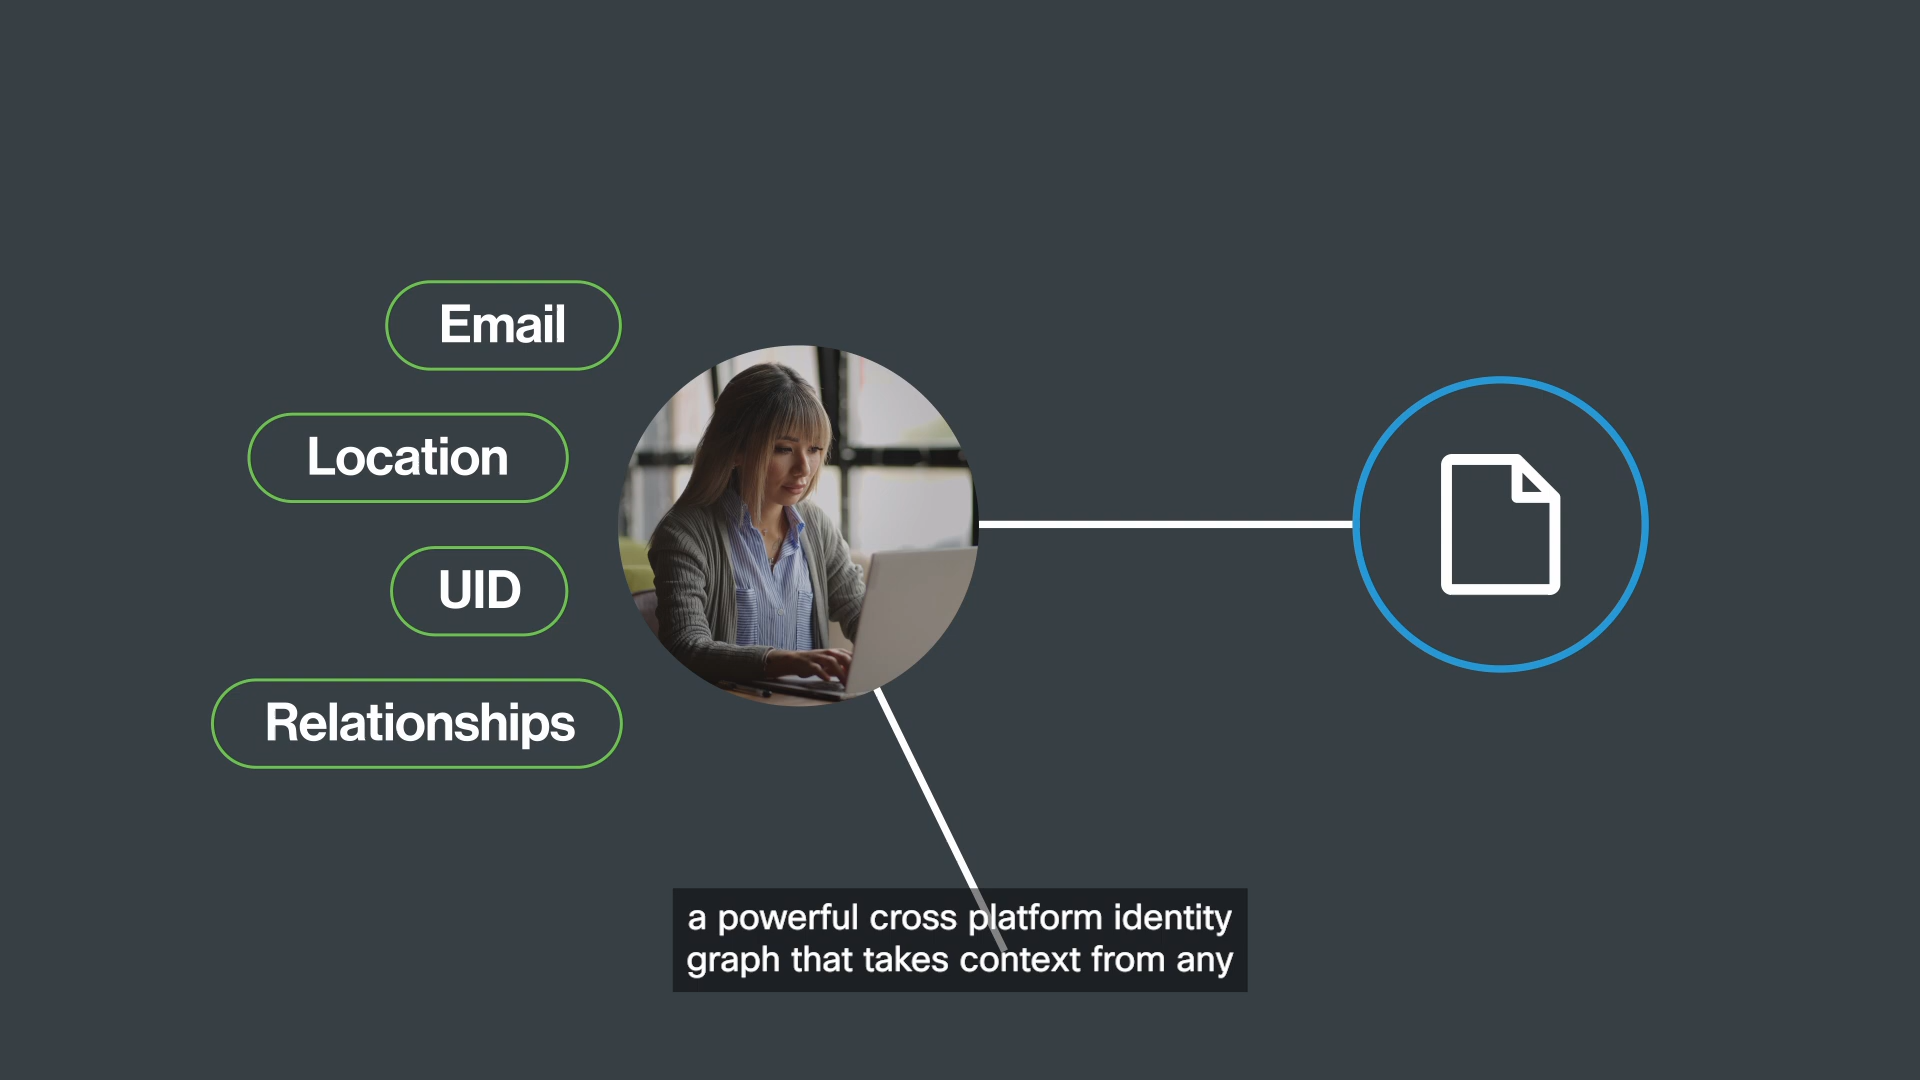 Email
Location
UID
Relationships
a powerful cross platform identity
graph that takes context from any